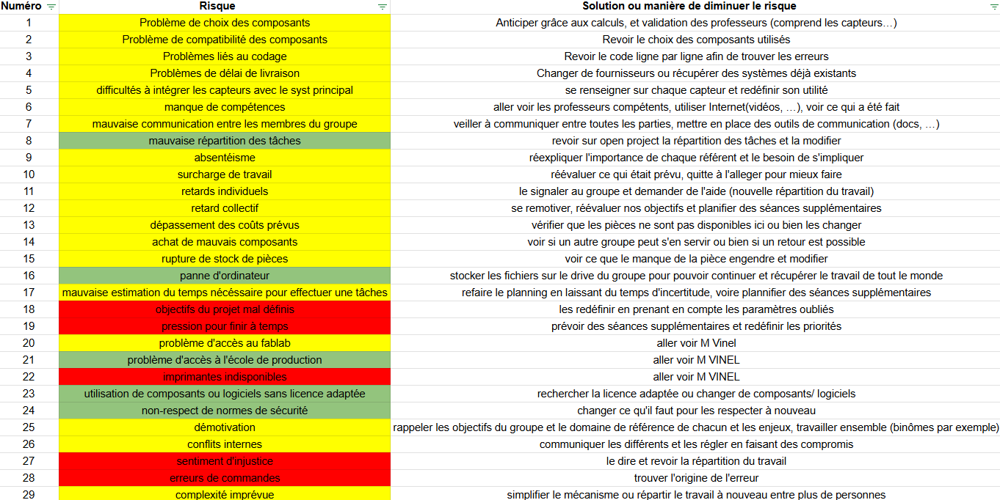 Numéro Risque Solution ou manière de diminuer le risque
1 Problème de choix des composants Anticiper grâce aux calculs, et validation des professeurs (comprend les capteurs…)
2 Problème de compatibilité des composants Revoir le choix des composants utilisés
3 Problèmes liés au codage Revoir le code ligne par ligne afin de trouver les erreurs
4 Problèmes de délai de livraison Changer de fournisseurs ou récupérer des systèmes déjà existants
5 difficultés à intégrer les capteurs avec le syst principal se renseigner sur chaque capteur et redéfinir son utilité
6 manque de compétences aller voir les professeurs compétents, utiliser Internet(vidéos, …), voir ce qui a été fait
7 mauvaise communication entre les membres du groupe veiller à communiquer entre toutes les parties, mettre en place des outils de communication (docs, …)
8 mauvaise répartition des tâches revoir sur open project la répartition des tâches et la modifier
9 absentéisme réexpliquer l'importance de chaque référent et le besoin de s'impliquer
10 surcharge de travail réévaluer ce qui était prévu, quitte à l'alleger pour mieux faire
11 retards individuels le signaler au groupe et demander de l'aide (nouvelle répartition du travail)
12 retard collectif se remotiver, réévaluer nos objectifs et planifier des séances supplémentaires
13 dépassement des coûts prévus vérifier que les pièces ne sont pas disponibles ici ou bien les changer
14 achat de mauvais composants voir si un autre groupe peut s'en servir ou bien si un retour est possible
15 rupture de stock de pièces voir ce que le manque de la pièce engendre et modifier
16 panne d'ordinateur stocker les fichiers sur le drive du groupe pour pouvoir continuer et récupérer le travail de tout le monde
17 mauvaise estimation du temps nécéssaire pour effectuer une tâches refaire le planning en laissant du temps d'incertitude, voire plannifier des séances supplémentaires
18 objectifs du projet mal définis les redéfinir en prenant en compte les paramètres oubliés
19 pression pour finir à temps prévoir des séances supplémentaires et redéfinir les priorités
20 problème d'accès au fablab aller voir M Vinel
21 problème d'accès à l'école de production aller voir M VINEL
22 imprimantes indisponibles aller voir M VINEL
23 utilisation de composants ou logiciels sans licence adaptée rechercher la licence adaptée ou changer de composants/ logiciels
24 non-respect de normes de sécurité changer ce qu'il faut pour les respecter à nouveau
25 démotivation rappeler les objectifs du groupe et le domaine de référence de chacun et les enjeux, travailler ensemble (binômes par exemple)
26 conflits internes communiquer les différents et les régler en faisant des compromis
27 sentiment d'injustice le dire et revoir la répartition du travail
28 erreurs de commandes trouver l'origine de l'erreur
29 complexité imprévue simplifier le mécanisme ou répartir le travail à nouveau entre plus de personnes